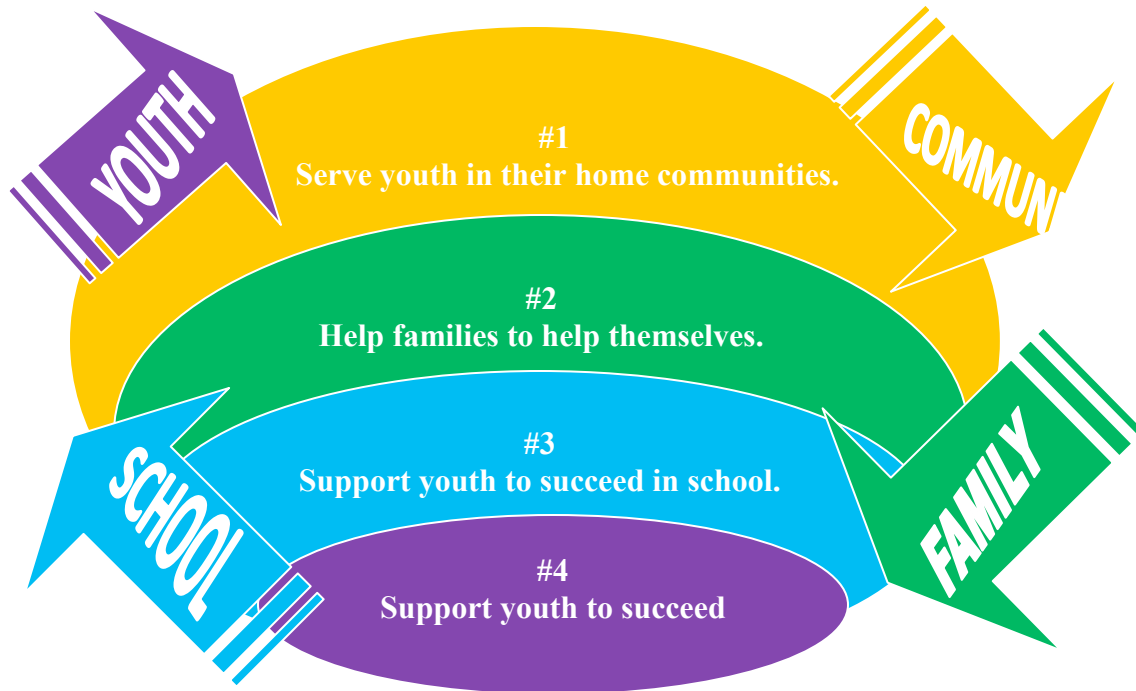 YOUTH
COMMUN
#1
Serve youth in their home communities.
#2
Help families to help themselves.
#3
Support youth to succeed in school.
SCHOOL
FAMILY
#4
Support youth to succeed